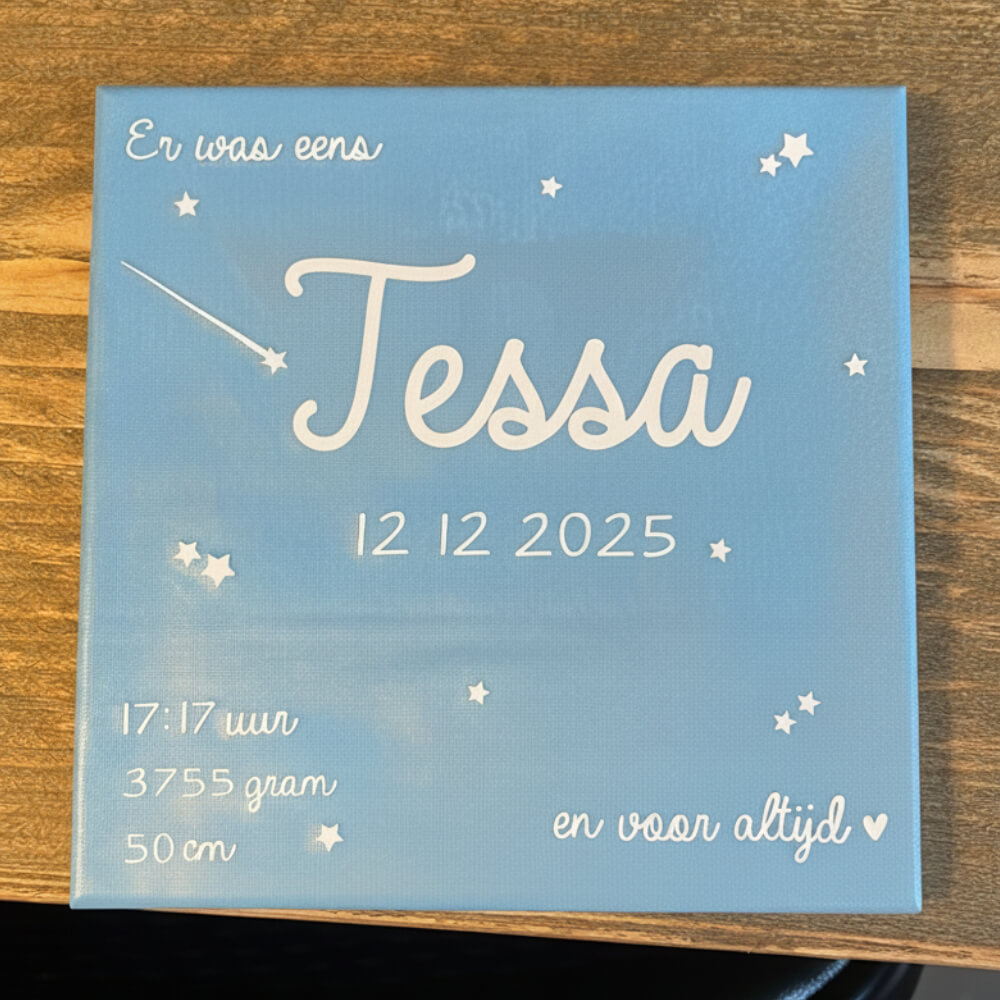 Er was eens
Tessa
12 12 2025
17:17 uur
3755 gram
50 cm
en voor altijd ♥